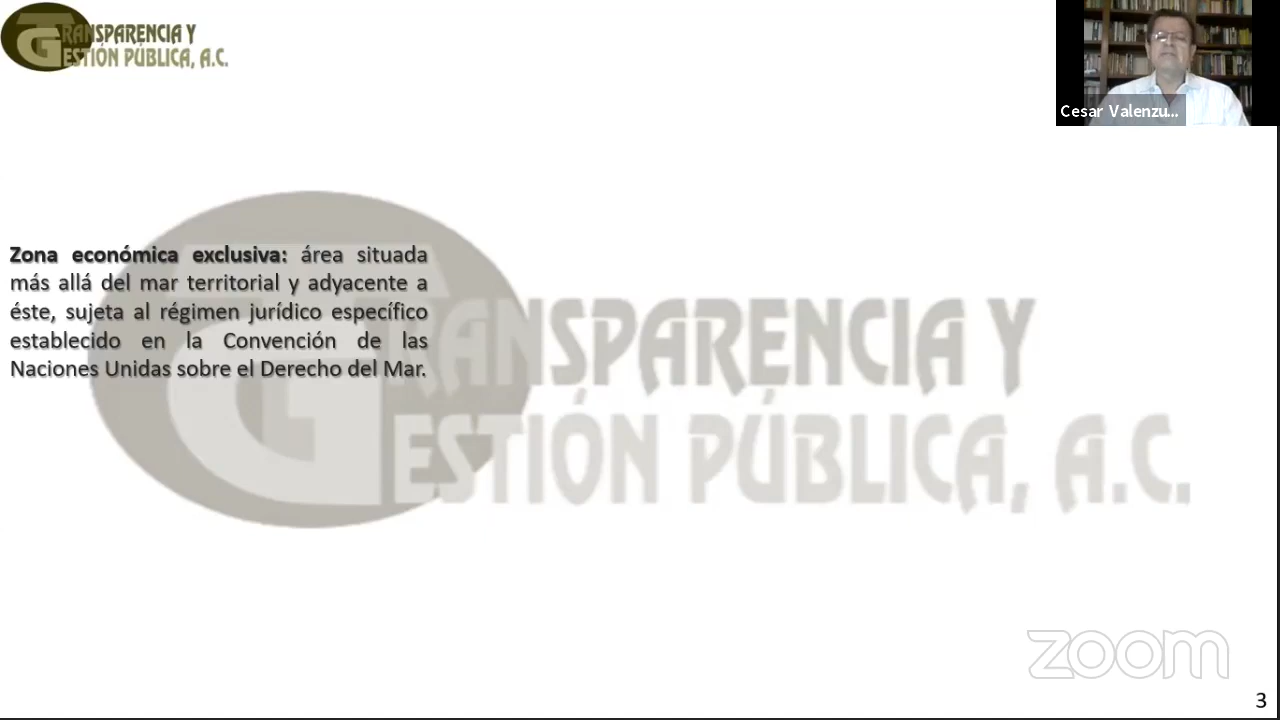 TRANSPARENCIA Y
GESTIÓN PÚBLICA, A.C.
Cesar Valenzu...
Zona económica exclusiva: área situada
más allá del mar territorial y adyacente a
éste, sujeta al régimen jurídico específico
establecido en la Convención de las
Naciones Unidas sobre el Derecho del Mar.
TRANSPARENCIA Y
GESTIÓN PÚBLICA, A.C.
zoom
3